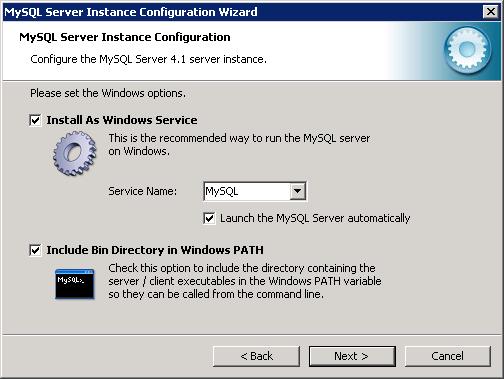 MySQL Server Instance Configuration Wizard
MySQL Server Instance Configuration
Configure the MySQL Server 4.1 server instance.
Please set the Windows options.
Install As Windows Service
This is the recommended way to run the MySQL server
on Windows.
Service Name:
MySQL
Launch the MySQL Server automatically
Include Bin Directory in Windows PATH
MySQL>_
Check this option to include the directory containing the
server / client executables in the Windows PATH variable
so they can be called from the command line.
< Back
Next >
Cancel